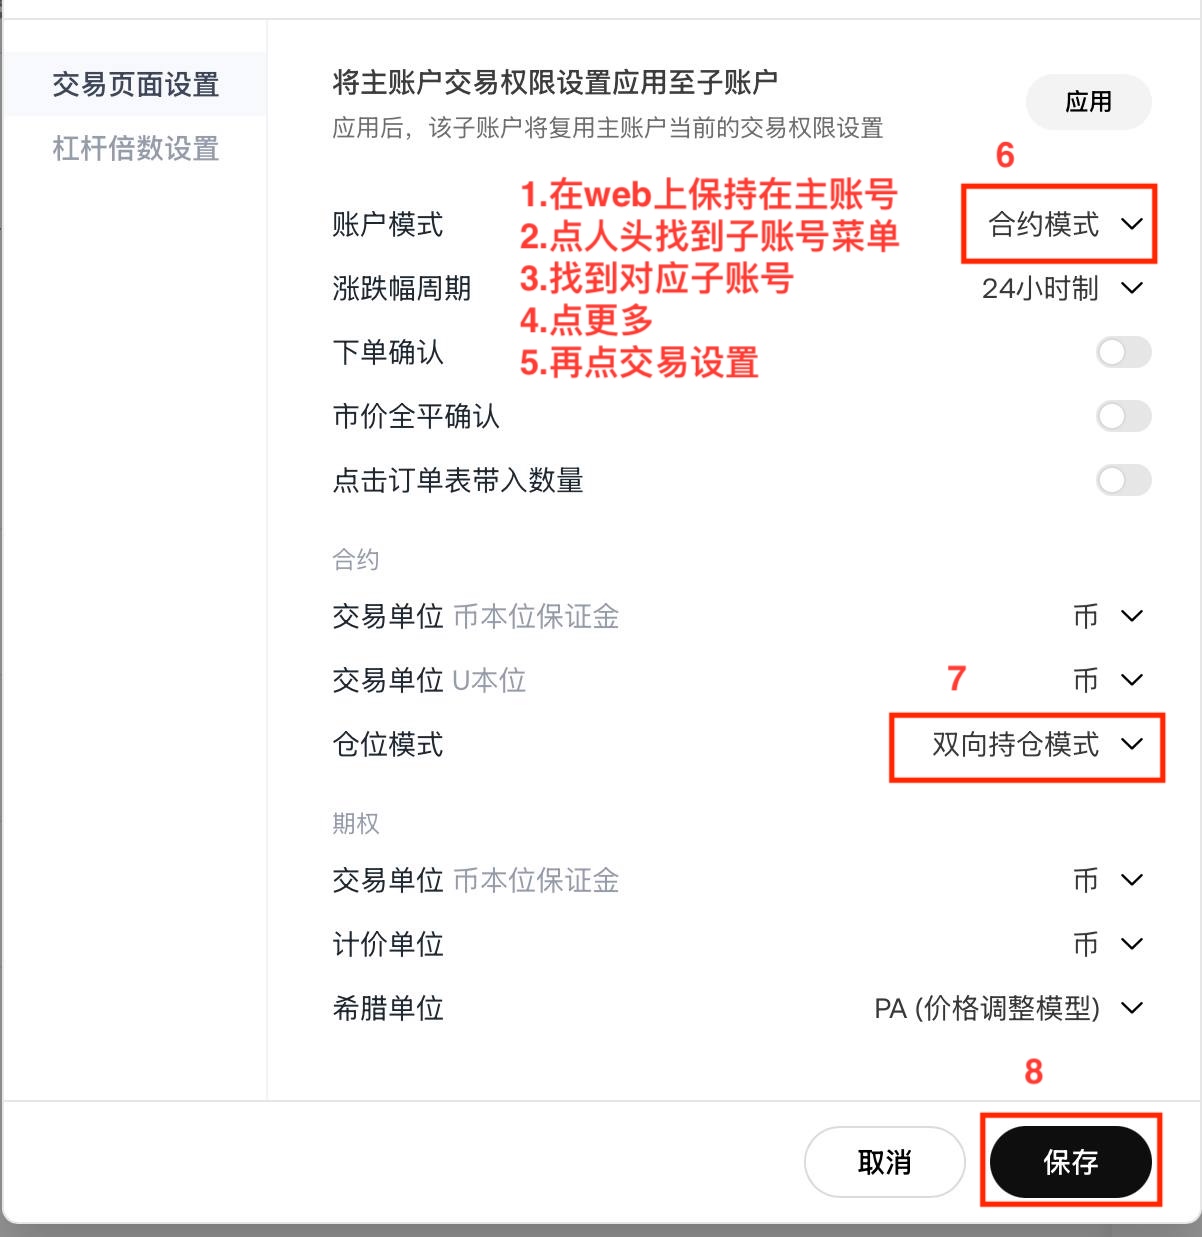 交易页面设置
杠杆倍数设置
将主账户交易权限设置应用至子账户
应用后，该子账户将复用主账户当前的交易权限设置
应用
6
1.在web上保持在主账号
2.点人头找到子账号菜单
3.找到对应子账号
4.点更多
5.再点交易设置
账户模式 合约模式
涨跌幅周期 24小时制
下单确认
市价全平确认
点击订单表带入数量
合约
交易单位 币本位保证金 币
交易单位 U本位 币
7
仓位模式 双向持仓模式
期权
交易单位 币本位保证金 币
计价单位 币
希腊单位 PA (价格调整模型)
8
取消 保存